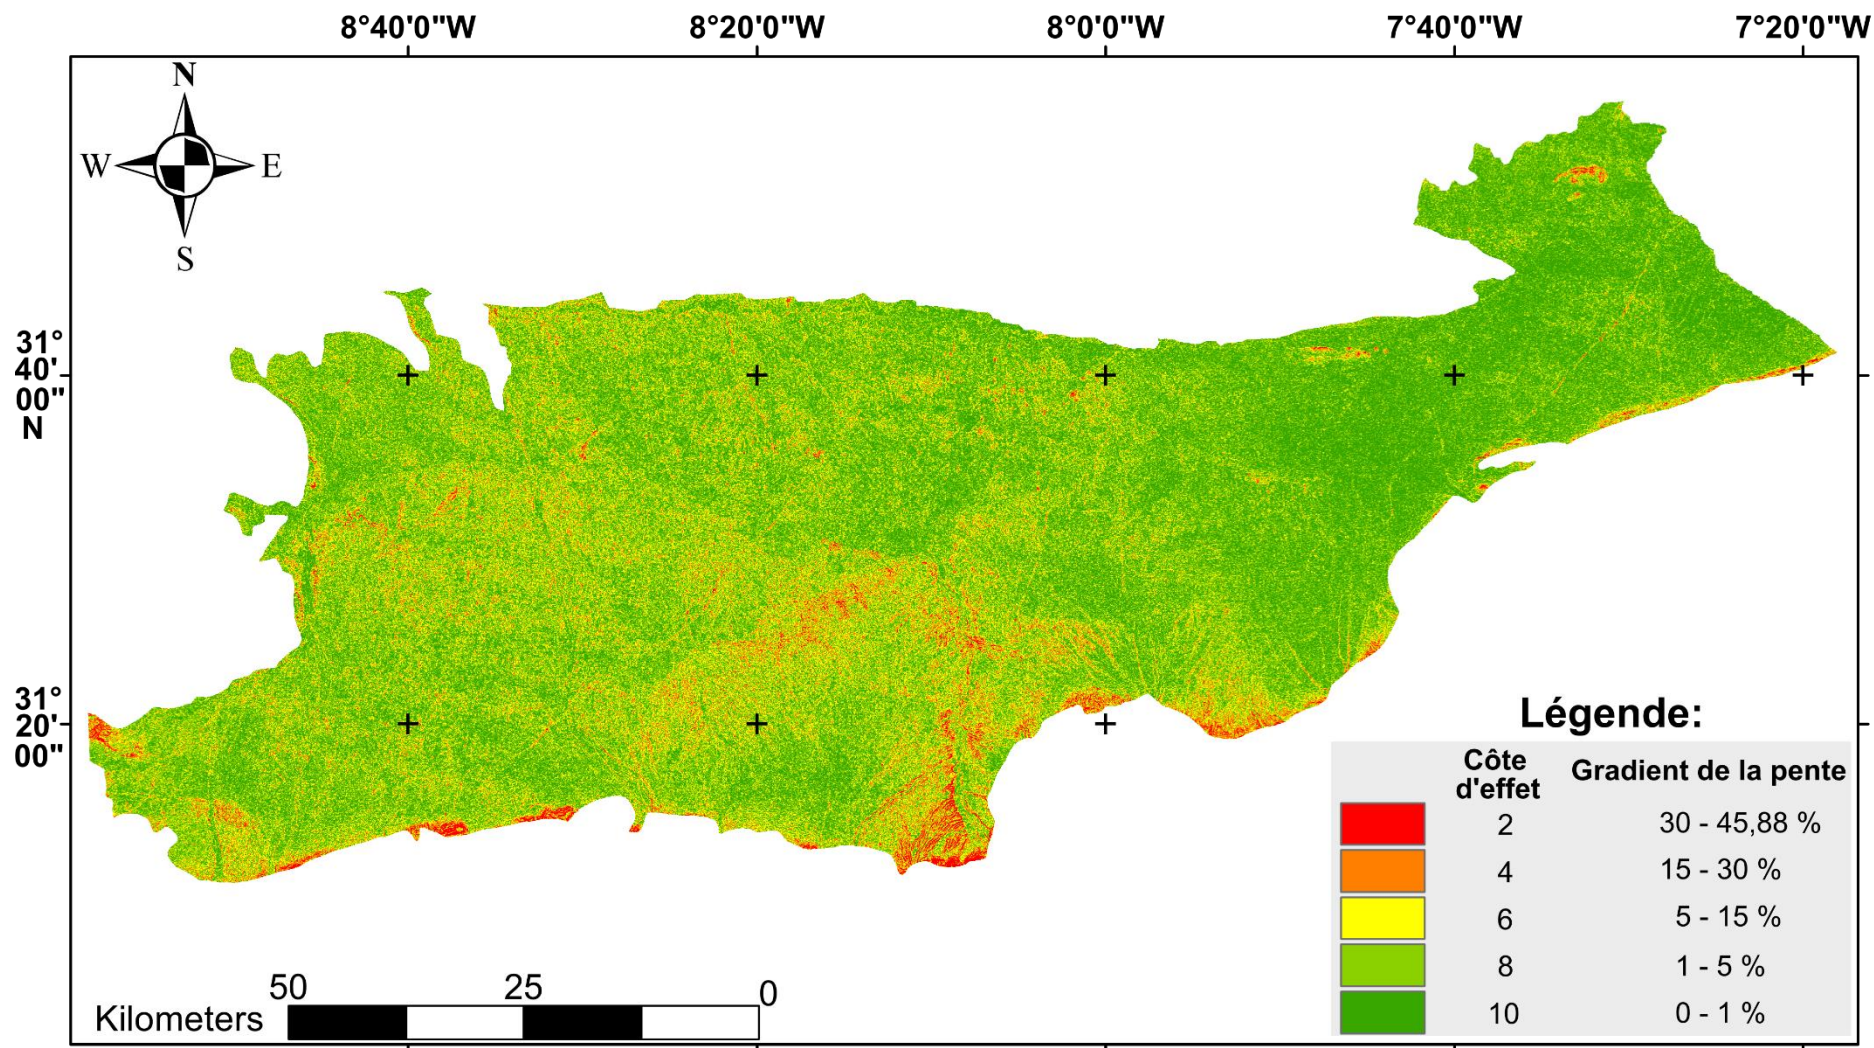 8°40'0"W 8°20'0"W 8°0'0"W 7°40'0"W 7°20'0"W
N
W E
S
31°
40'
00"
N
31°
20'
00"
Légende:
Côte
d'effet
Gradient de la pente
2 30 - 45,88 %
4 15 - 30 %
6 5 - 15 %
8 1 - 5 %
10 0 - 1 %
50 25 0
Kilometers